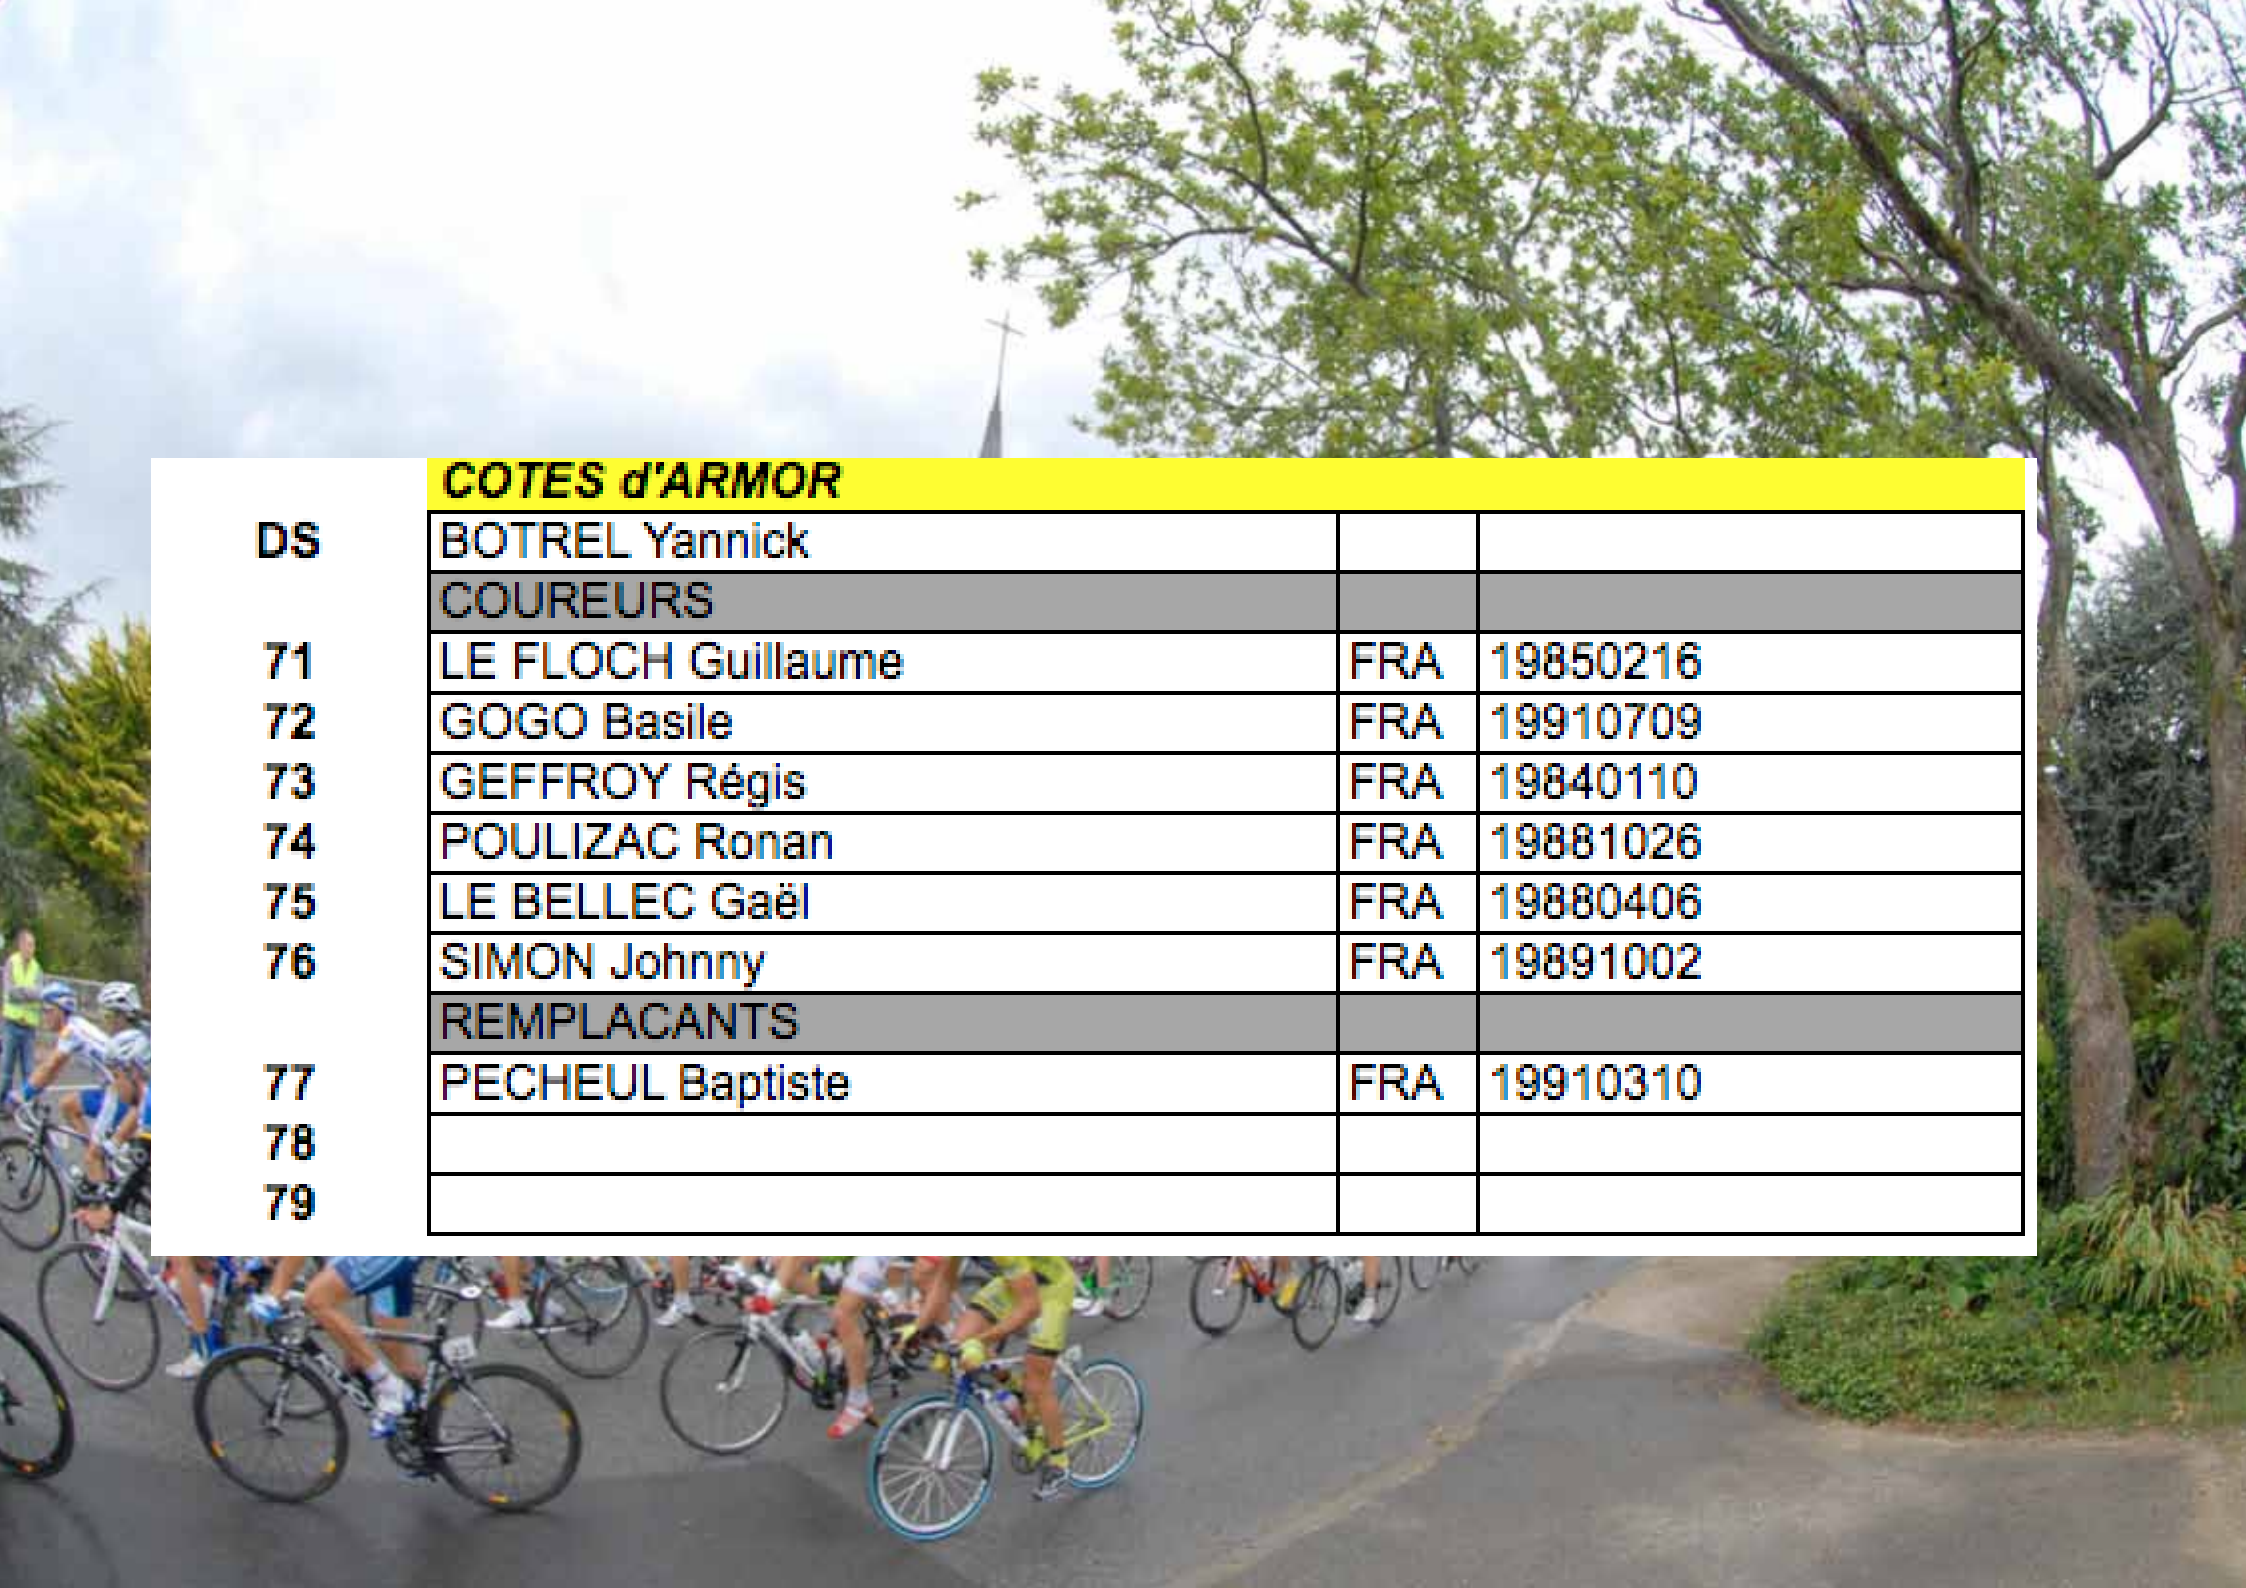 COTES d'ARMOR
DS BOTREL Yannick
COUREURS
71 LE FLOCH Guillaume FRA 19850216
72 GOGO Basile FRA 19910709
73 GEFFROY Régis FRA 19840110
74 POULIZAC Ronan FRA 19881026
75 LE BELLEC Gaël FRA 19880406
76 SIMON Johnny FRA 19891002
REMPLACANTS
77 PECHEUL Baptiste FRA 19910310
78
79